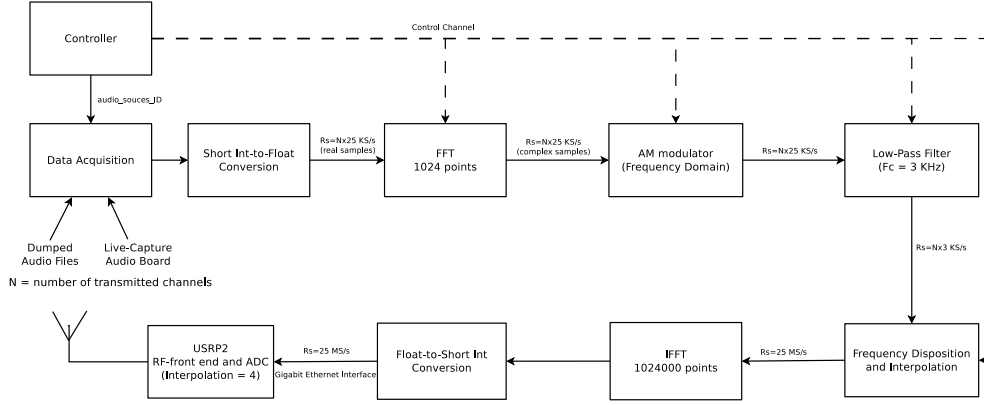 Control Channel
Controller
audio_souces_ID
Data Acquisition
Short Int-to-Float
Conversion
Rs=Nx25 KS/s
(real samples)
FFT
1024 points
Rs=Nx25 KS/s
(complex samples)
AM modulator
(Frequency Domain)
Rs=Nx25 KS/s
Low-Pass Filter
(Fc = 3 KHz)
Dumped
Audio Files
Live-Capture
Audio Board
N = number of transmitted channels
Rs=Nx3 KS/s
USRP2
RF-front end and ADC
(Interpolation = 4)
Rs=25 MS/s
Gigabit Ethernet Interface
Float-to-Short Int
Conversion
IFFT
1024000 points
Rs=25 MS/s
Frequency Disposition
and Interpolation